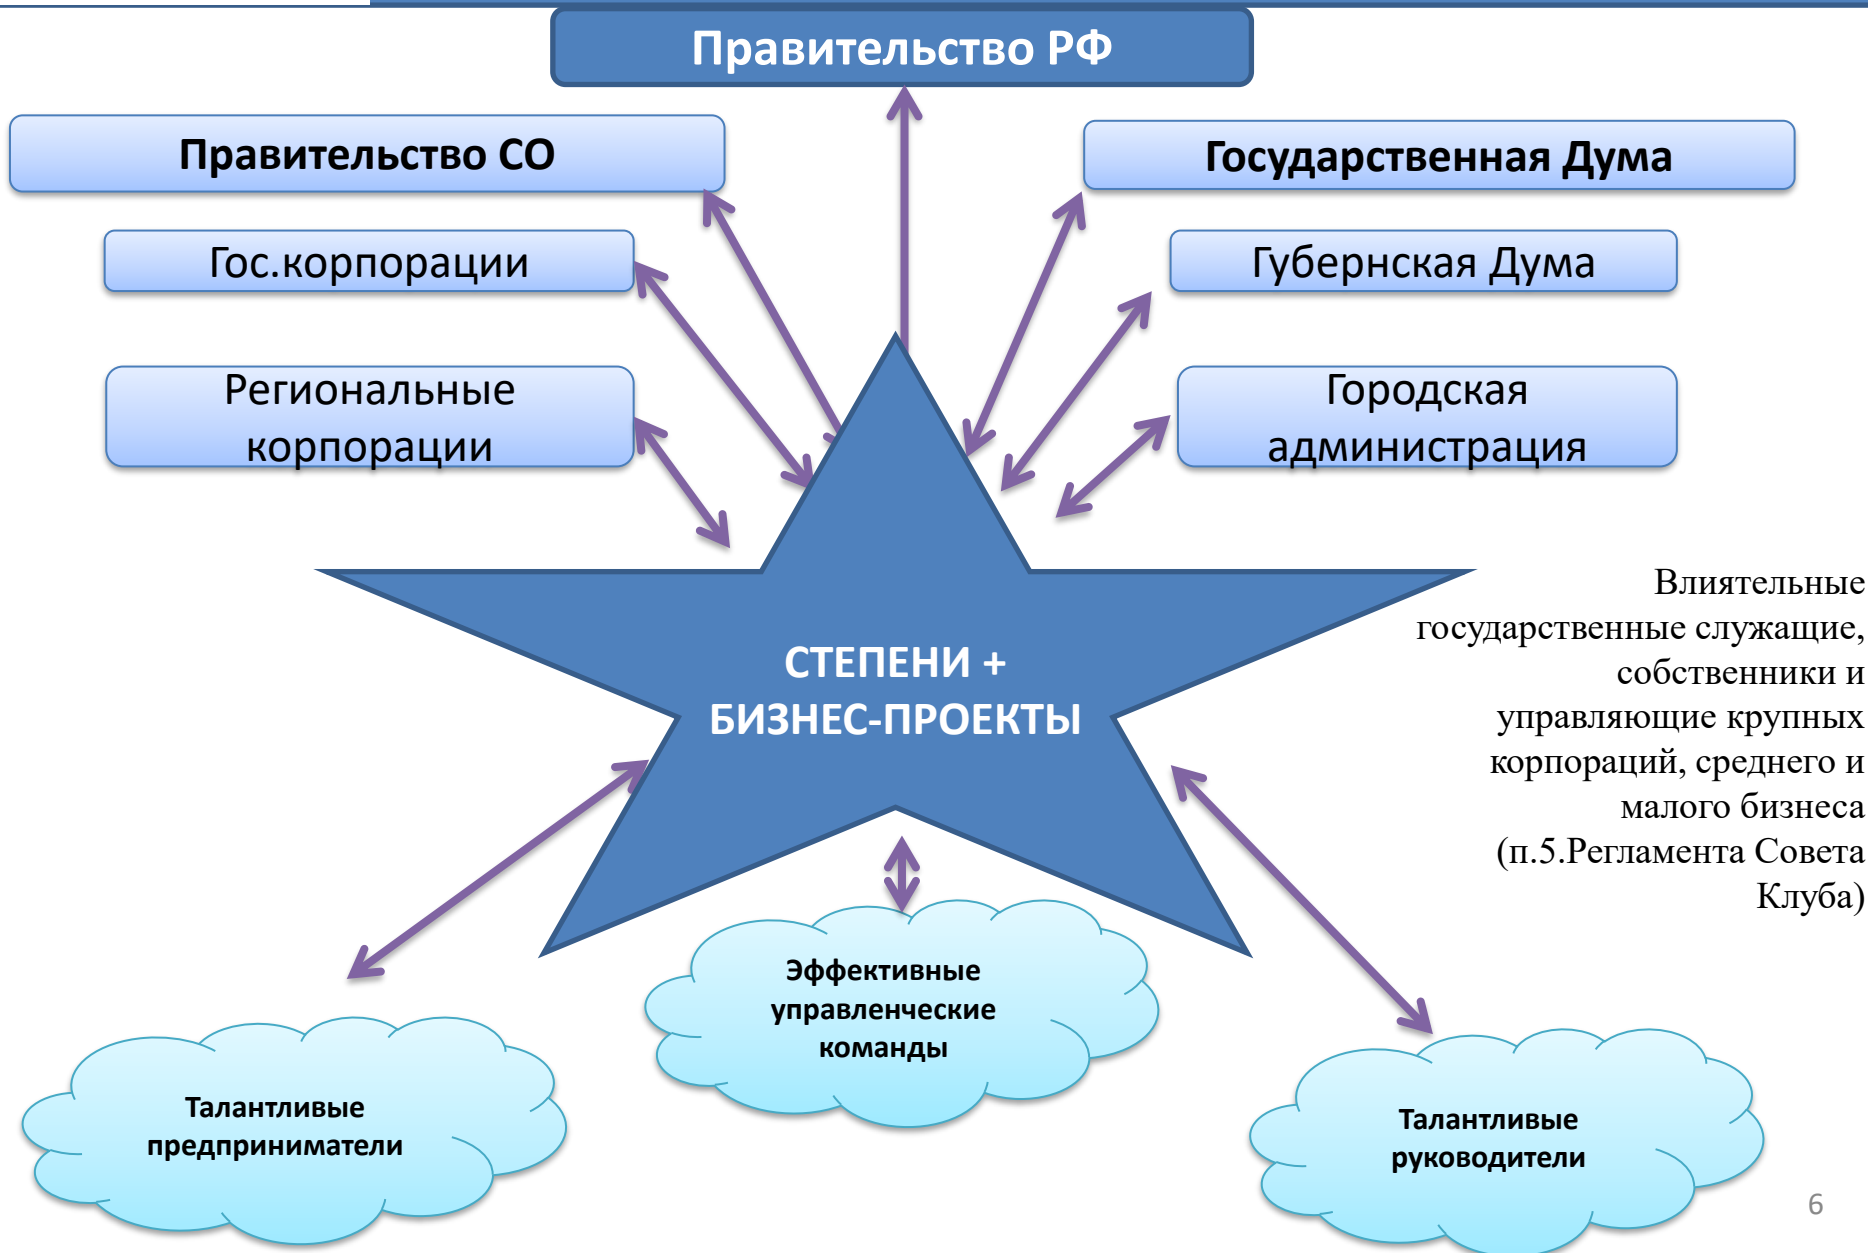 Правительство РФ
Правительство СО
Государственная Дума
Гос.корпорации
Губернская Дума
Региональные
корпорации
Городская
администрация
СТЕПЕНИ +
БИЗНЕС-ПРОЕКТЫ
Влиятельные
государственные служащие,
собственники и
управляющие крупных
корпораций, среднего и
малого бизнеса
(п.5.Регламента Совета
Клуба)
Эффективные
управленческие
команды
Талантливые
предприниматели
Талантливые
руководители
6